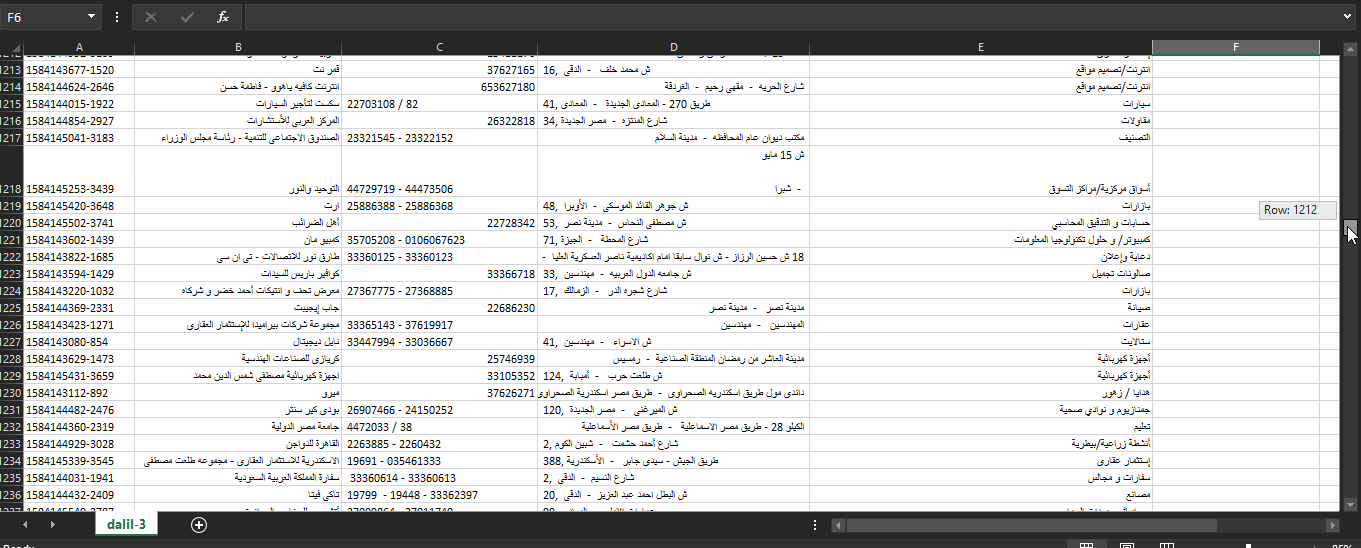 F6
fx
A B C D E F
1213 1584143677-1520 قمر نت 37627165 16, ش محمد خلف - الدقى انترنت/تصميم مواقع
1214 1584144624-2646 انترنت كافيه ياهوو - فاطمة حسن 653627180 شارع الحريه - مقهى رحيم - الغردقة انترنت/تصميم مواقع
1215 1584144015-1922 سكست لتأجير السيارات 22703108 / 82 41, طريق 270 - المعادى الجديدة - المعادى سيارات
1216 1584144854-2927 المركز العربى للأستشارات 26322818 34, شارع المنتزه - مصر الجديدة مقاولات
1217 1584145041-3183 الصندوق الاجتماعى للتنمية - رئاسة مجلس الوزراء 23321545 - 23322152 مكتب ديوان عام المحافظه - مدينة السلام التصنيف
ش 15 مايو
1218 1584145253-3439 التوحيد والنور 44729719 - 44473506 - شبرا أسواق مركزية/مراكز التسوق
1219 1584145420-3648 ارت 25886388 - 25886368 48, ش جوهر القائد الموسكى - الأوبرا بازارات
Row: 1212
1220 1584145502-3741 أهل الضرائب 22728342 53, ش مصطفى النحاس - مدينة نصر حسابات و التدقيق المحاسبي
1221 1584143602-1439 كمبيو مان 35705208 - 0106067623 71, شارع المحطة - الجيزة كمبيوتر/ و حلول تكنولوجيا المعلومات
1222 1584143822-1685 طارق نور للاتصالات - تى ان سى 33360125 - 33360123 18 ش حسين الرزاز - ش نوال سابقا امام اكاديمية ناصر العسكرية العليا - دعاية وإعلان
1223 1584143594-1429 كوافير باريس للسيدات 33366718 33, ش جامعه الدول العربيه - مهندسين صالونات تجميل
1224 1584143220-1032 معرض تحف و انتيكات أحمد خضر و شركاه 27367775 - 27368885 17, شارع شجره الدر - الزمالك بازارات
1225 1584144369-2331 جاب إيجيبت 22686230 مدينة نصر - مدينة نصر صيانة
1226 1584143423-1271 مجموعة شركات بيراميدا للإستثمار العقارى 33365143 - 37619917 المهندسين - مهندسين عقارات
1227 1584143080-854 نايل ديجيتال 33447994 - 33036667 41, ش الاسراء - مهندسين ستالايت
1228 1584143629-1473 كريازى للصناعات الهندسية 25746939 مدينة العاشر من رمضان المنطقة الصناعية - رمسيس أجهزة كهربائية
1229 1584145431-3659 اجهزة كهربائية مصطفى شمس الدين محمد 33105352 124, ش طلعت حرب - أمبابة أجهزة كهربائية
1230 1584143112-892 ميرو 37626271 داندى مول طريق اسكندريه الصحراوى - طريق مصر اسكندرية الصحراوى هدايا / زهور
1231 1584144482-2476 بودى كير سنتر 26907466 - 24150252 120, ش الميرغنى - مصر الجديدة جمنازيوم و نوادي صحية
1232 1584144360-2319 جامعة مصر الدولية 4472033 / 38 الكيلو 28 - طريق مصر الاسماعلية - طريق مصر الأسماعلية تعليم
1233 1584144929-3028 القاهرة للدواجن 2263885 - 2260432 2, شارع أحمد حشمت - شبين الكوم أنشطة زراعية/بيطرية
1234 1584145339-3545 الاسكندرية للاستثمار العقارى - مجموعه طلعت مصطفى 19691 - 035461333 388, طريق الجيش - سيدى جابر - الأسكندرية إستثمار عقارى
1235 1584144031-1941 سفارة المملكة العربية السعودية 33360614 - 33360613 2, شارع النسيم - الدقى سفارات و مجالس
1236 1584144432-2409 تاكى فيتا 19799 - 19448 - 33362397 20, ش البطل احمد عبد العزيز - الدقى مصانع
dalil-3